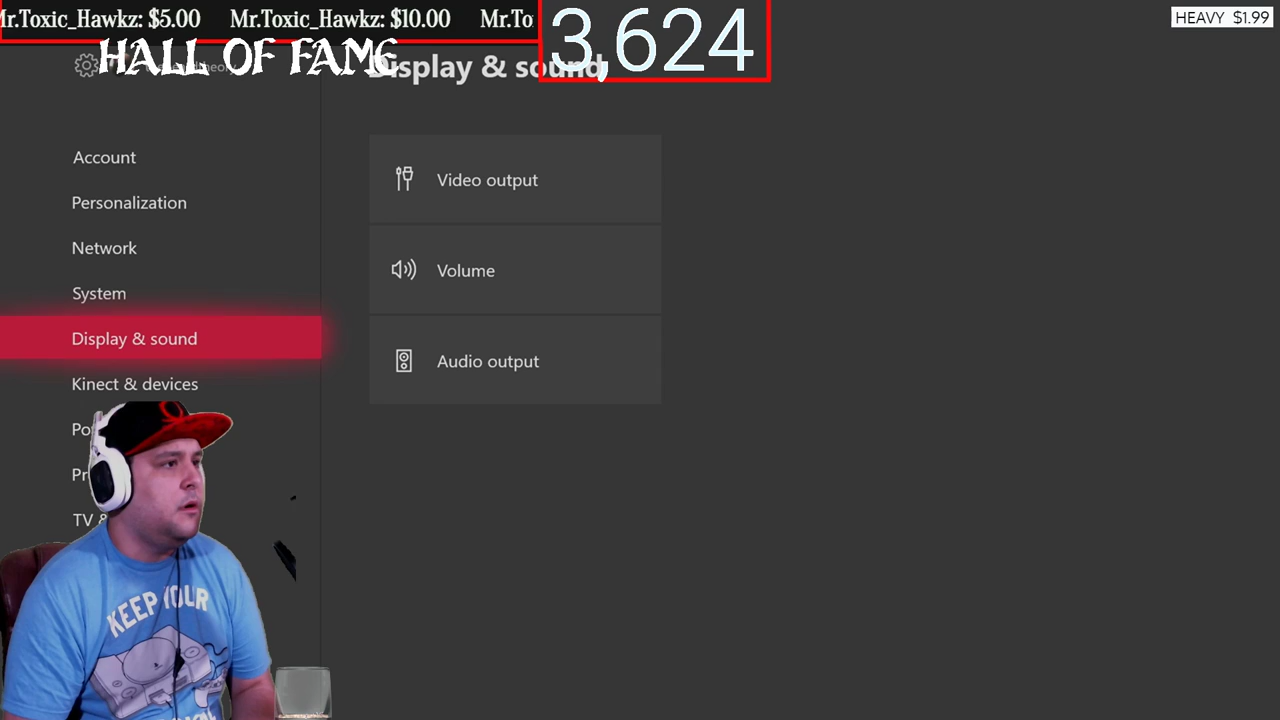 Mr.Toxic_Hawkz: $5.00 Mr.Toxic_Hawkz: $10.00
3,624
HEAVY $1.99
HALL OF FAME
Display & sound
Account
Personalization
Network
System
Display & sound
Kinect & devices
TV &
Video output
Volume
Audio output
KEEP YOUR